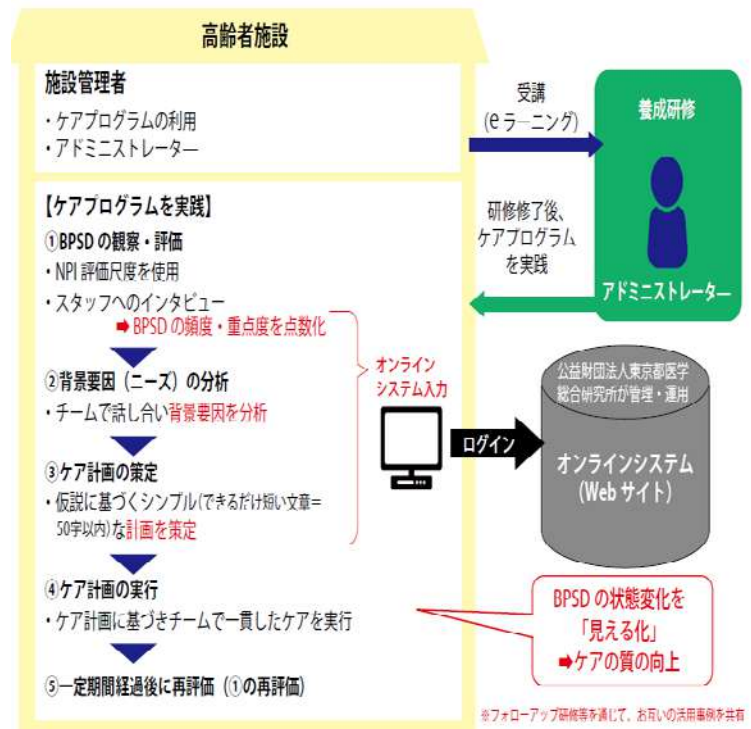 高齢者施設
施設管理者
・ケアプログラムの利用
・アドミニストレーター
【ケアプログラムを実践】
①BPSDの観察・評価
・NPI評価尺度を使用
・スタッフへのインタビュー
➡BPSDの頻度・重点度を点数化
②背景要因（ニーズ）の分析
・チームで話し合い背景要因を分析
③ケア計画の策定
・仮説に基づくシンプル(できるだけ短い文章＝
50字以内)な計画を策定
④ケア計画の実行
・ケア計画に基づきチームで一貫したケアを実行
⑤一定期間経過後に再評価（①の再評価）
オンライン
システム入力
受講
(eラーニング)
研修修了後、
ケアプログラム
を実践
養成研修
アドミニストレーター
ログイン
公益財団法人東京都医学
総合研究所が管理・運用
オンラインシステム
(Webサイト)
BPSDの状態変化を
「見える化」
➡ケアの質の向上
※フォローアップ研修等を通じて、お互いの活用事例を共有